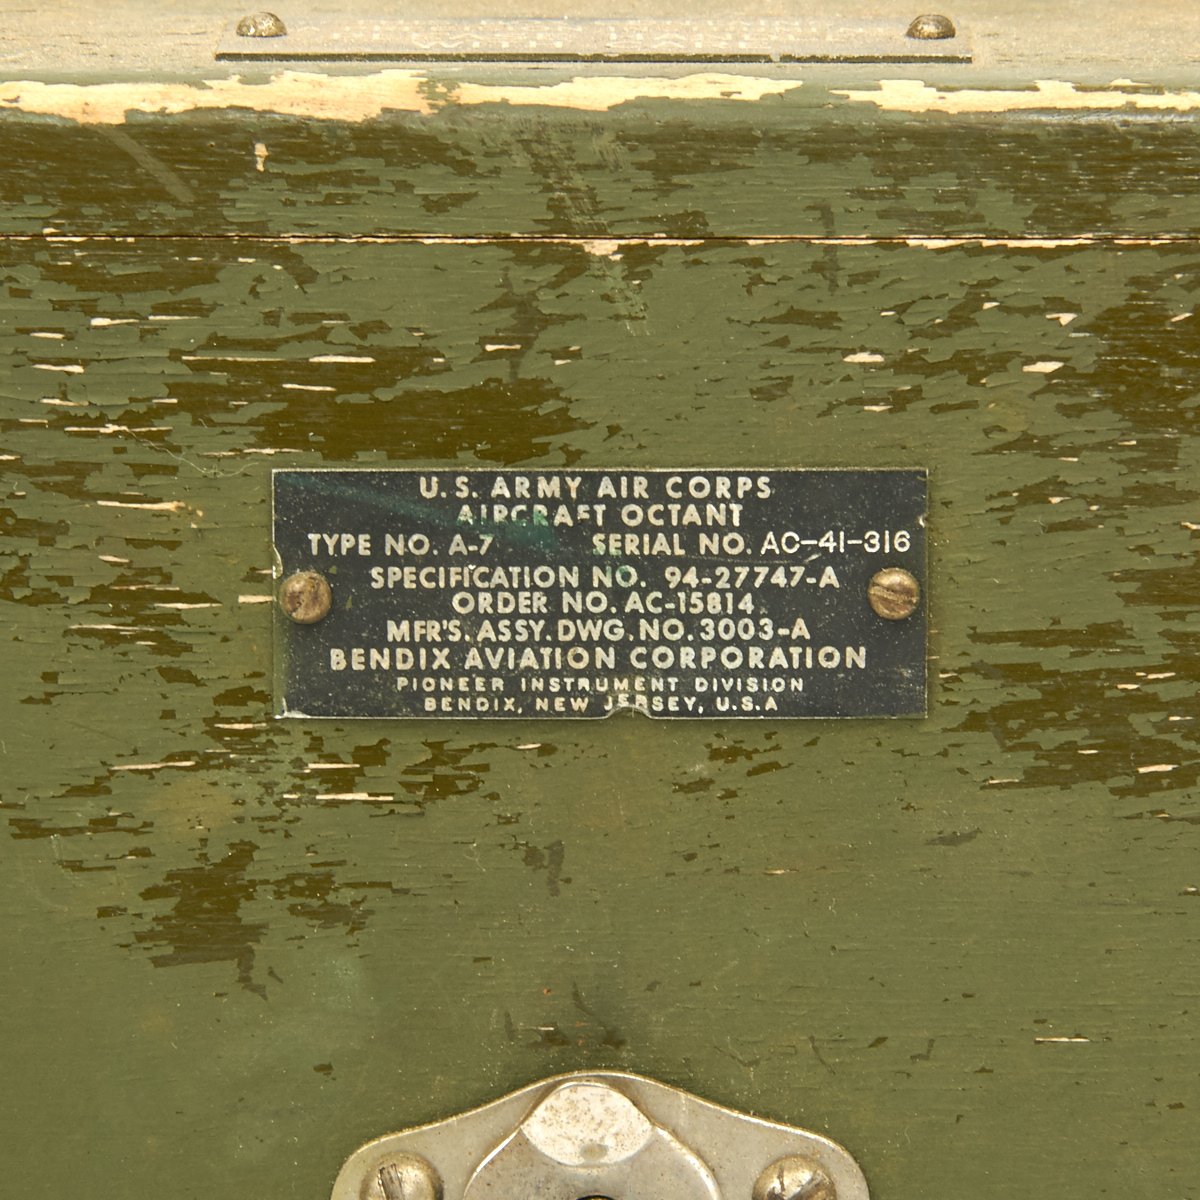 U.S. ARMY AIR CORPS
AIRCRAFT OCTANT
TYPE NO. A-7 SERIAL NO. AC-41-316
SPECIFICATION NO. 94-27747-A
ORDER NO. AC-15814
MFR'S. ASSY. DWG. NO. 3003-A
BENDIX AVIATION CORPORATION
PIONEER INSTRUMENT DIVISION
BENDIX, NEW JERSEY, U.S.A